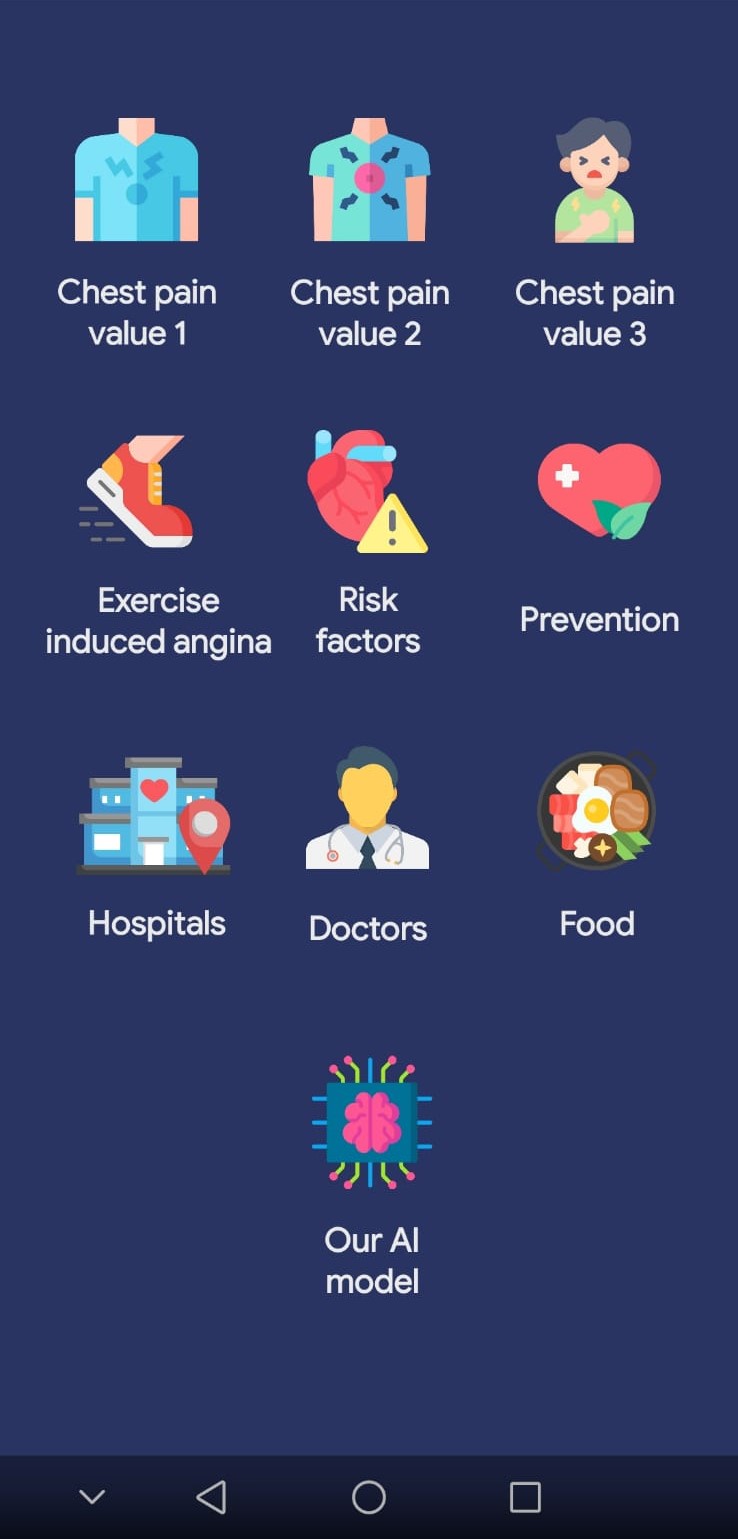 Chest pain
value 1
Chest pain
value 2
Chest pain
value 3
Exercise
induced angina
Risk
factors
Prevention
Hospitals
Doctors
Food
Our AI
model